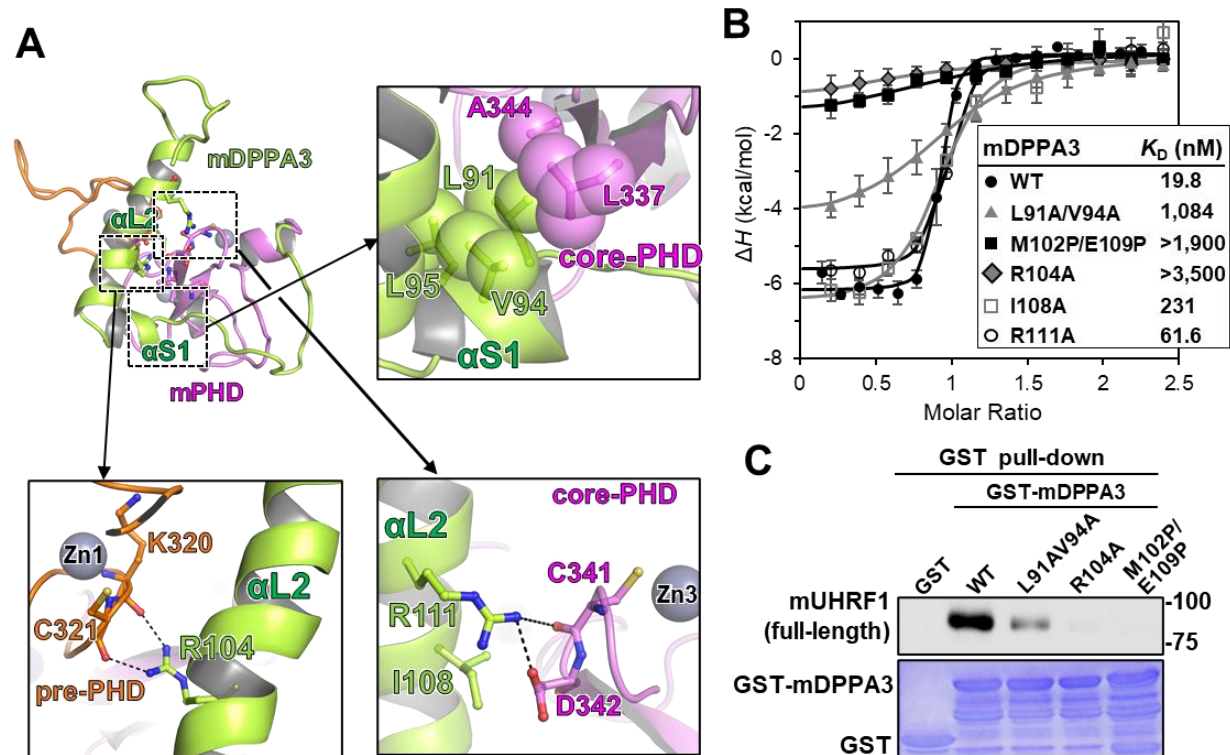 A
mDPPA3
αL2
αS1
mPHD
A344
L91
L337
core-PHD
L95
V94
αS1
Zn1
K320
αL2
C321
R104
pre-PHD
core-PHD
αL2
C341
Zn3
R111
I108
D342
B
ΔH (kcal/mol)
0
-2
-4
-6
-8
0 0.5 1 1.5 2 2.5
Molar Ratio
mDPPA3 KD (nM)
WT 19.8
L91A/V94A 1,084
M102P/E109P >1,900
R104A >3,500
I108A 231
R111A 61.6
C
GST pull-down
GST-mDPPA3
GST
WT
L91AV94A
R104A
M102P/
E109P
mUHRF1
(full-length)
-100
75
GST-mDPPA3
GST